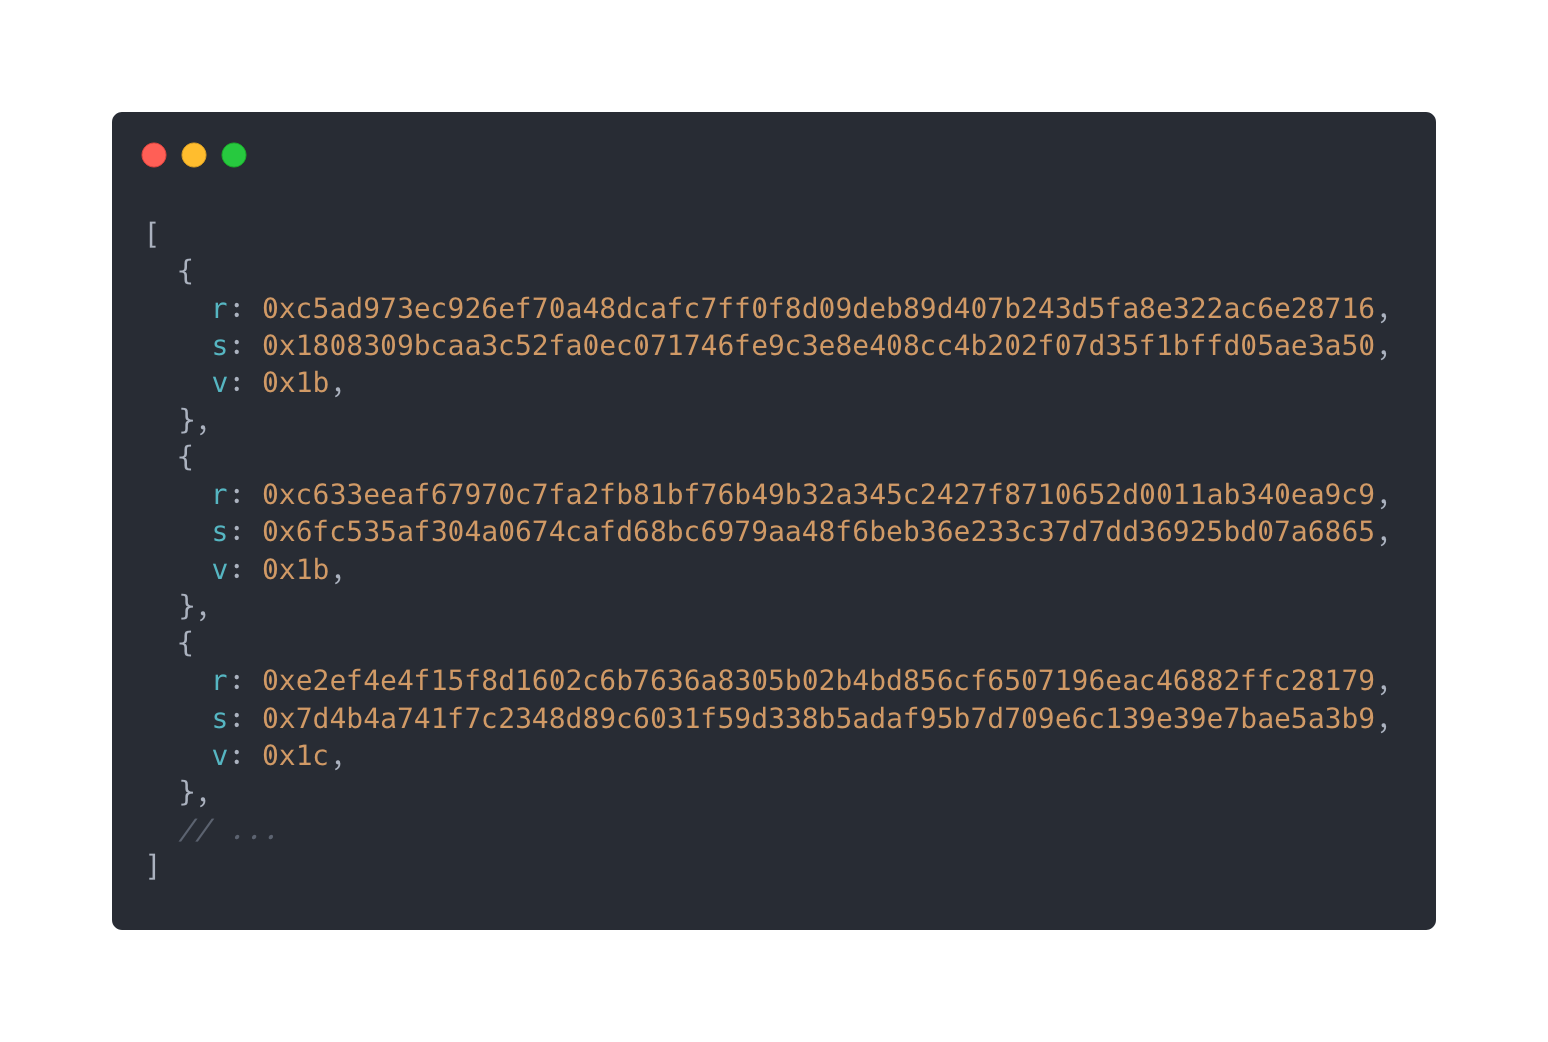 [
{
r: 0xc5ad973ec926ef70a48dcafc7ff0f8d09deb89d407b243d5fa8e322ac6e28716,
s: 0x1808309bcaa3c52fa0ec071746fe9c3e8e408cc4b202f07d35f1bffd05ae3a50,
v: 0x1b,
},
{
r: 0xc633eeaf67970c7fa2fb81bf76b49b32a345c2427f8710652d0011ab340ea9c9,
s: 0x6fc535af304a0674cafd68bc6979aa48f6beb36e233c37d7dd36925bd07a6865,
v: 0x1b,
},
{
r: 0xe2ef4e4f15f8d1602c6b7636a8305b02b4bd856cf6507196eac46882ffc28179,
s: 0x7d4b4a741f7c2348d89c6031f59d338b5adaf95b7d709e6c139e39e7bae5a3b9,
v: 0x1c,
},
// ...
]